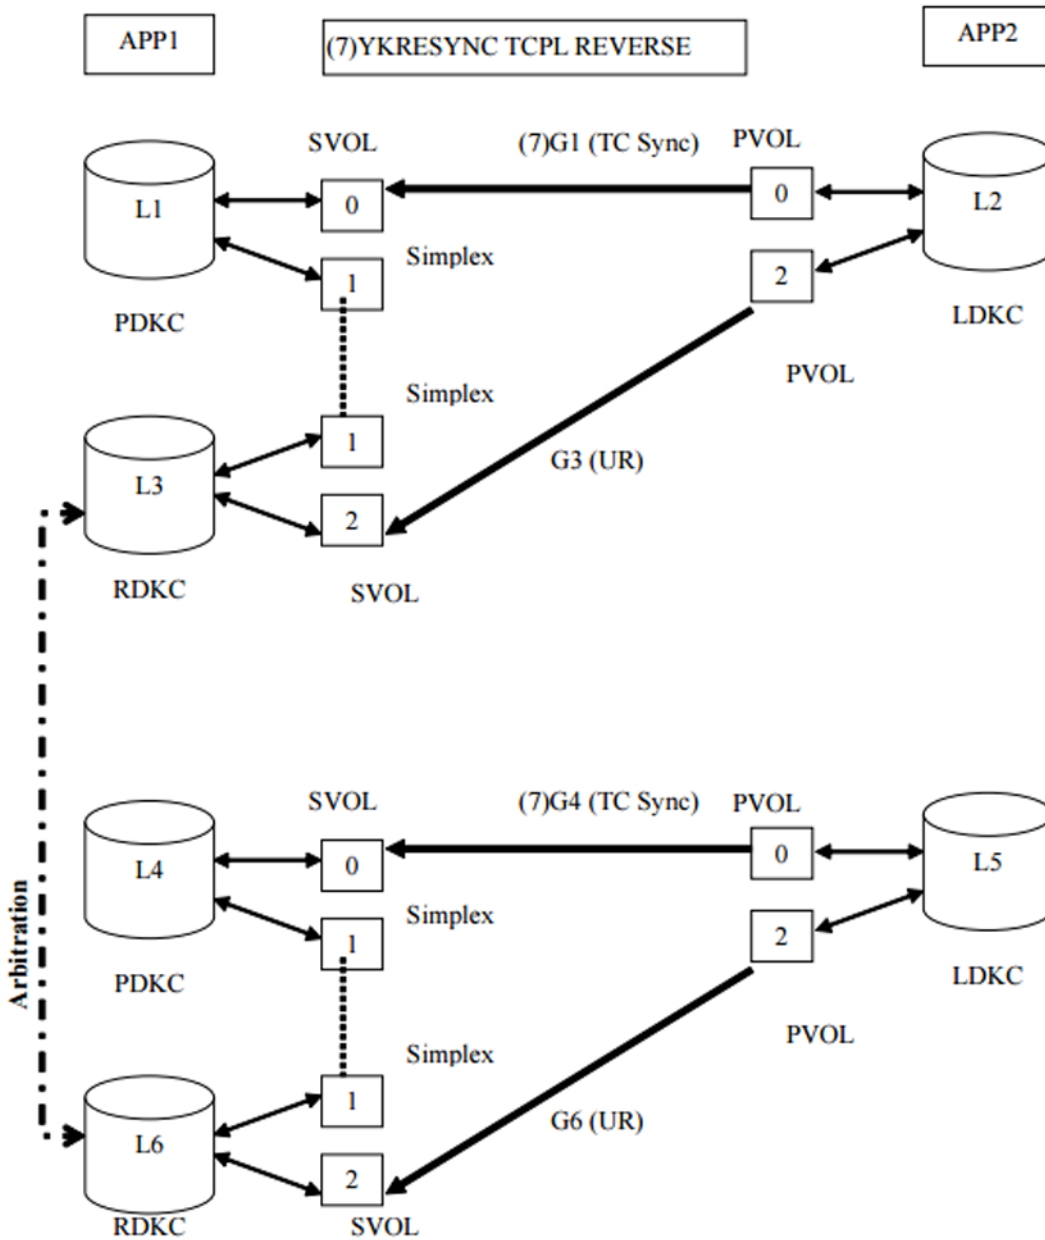 APP1
(7)YKRESYNC TCPL REVERSE
APP2
SVOL
(7)G1 (TC Sync)
PVOL
L1
0
0
L2
Simplex
1
2
PDKC
LDKC
PVOL
Simplex
1
G3 (UR)
L3
2
RDKC
SVOL
SVOL
(7)G4 (TC Sync)
PVOL
L4
0
0
L5
Simplex
1
2
PDKC
LDKC
Arbitration
PVOL
Simplex
1
G6 (UR)
L6
2
RDKC
SVOL